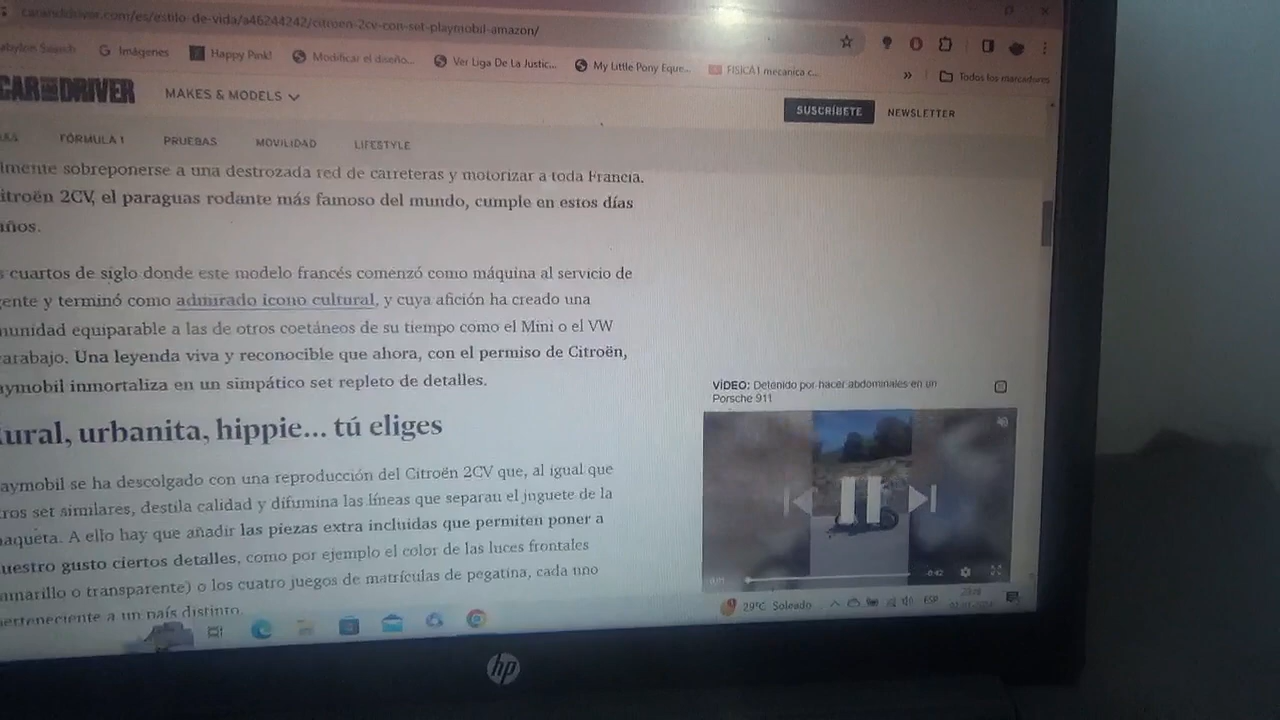 caranddriver.com/es/estilo-de-vida/a46244242/citroen-2cv-con-set-playmobil-amazon/
Imágenes
Happy Pink!
Modificar el diseño...
Ver Liga De La Justic...
My Little Pony Eque...
FISICA1 mecanica c...
Todos los marcadores
CAR AND DRIVER
MAKES & MODELS
SUSCRÍBETE
NEWSLETTER
FÓRMULA 1
PRUEBAS
MOVILIDAD
LIFESTYLE
lmente sobreponerse a una destrozada red de carreteras y motorizar a toda Francia.
itroën 2CV, el paraguas rodante más famoso del mundo, cumple en estos días
años.
s cuartos de siglo donde este modelo francés comenzó como máquina al servicio de
gente y terminó como admirado icono cultural, y cuya afición ha creado una
munidad equiparable a las de otros coetáneos de su tiempo como el Mini o el VW
arabajo. Una leyenda viva y reconocible que ahora, con el permiso de Citroën,
aymobil inmortaliza en un simpático set repleto de detalles.
VÍDEO: Detenido por hacer abdominales en un
Porsche 911
Rural, urbanita, hippie... tú eliges
aymobil se ha descolgado con una reproducción del Citroën 2CV que, al igual que
tros set similares, destila calidad y difumina las líneas que separan el juguete de la
maqueta. A ello hay que añadir las piezas extra incluidas que permiten poner a
uestro gusto ciertos detalles, como por ejemplo el color de las luces frontales
amarillo o transparente) o los cuatro juegos de matrículas de pegatina, cada uno
erteneciente a un país distinto.
-0:42
29°C Soleado
ESP
hp